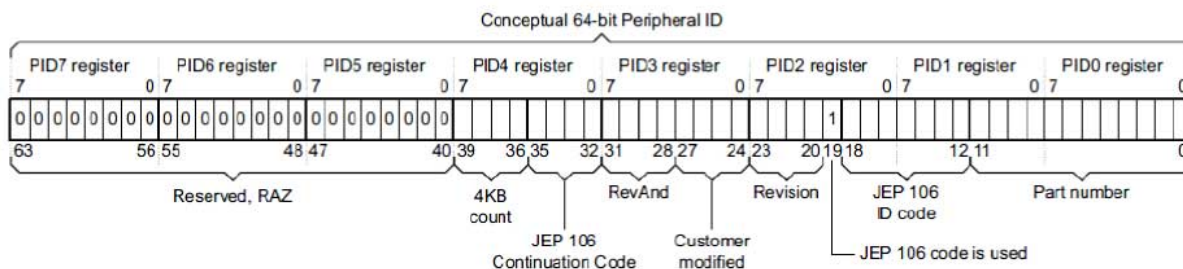 Conceptual 64-bit Peripheral ID
PID7 register PID6 register PID5 register PID4 register PID3 register PID2 register PID1 register PID0 register
7 0 7 0 7 0 7 0 7 0 7 0 7 0 7 0
0 0 0 0 0 0 0 0 0 0 0 0 0 0 0 0 0 0 0 0 0 0 0 0 1
63 56 55 48 47 40 39 36 35 32 31 28 27 24 23 20 19 18 12 11 0
Reserved, RAZ 4KB count RevAnd Revision JEP 106 ID code Part number
JEP 106 Continuation Code Customer modified JEP 106 code is used